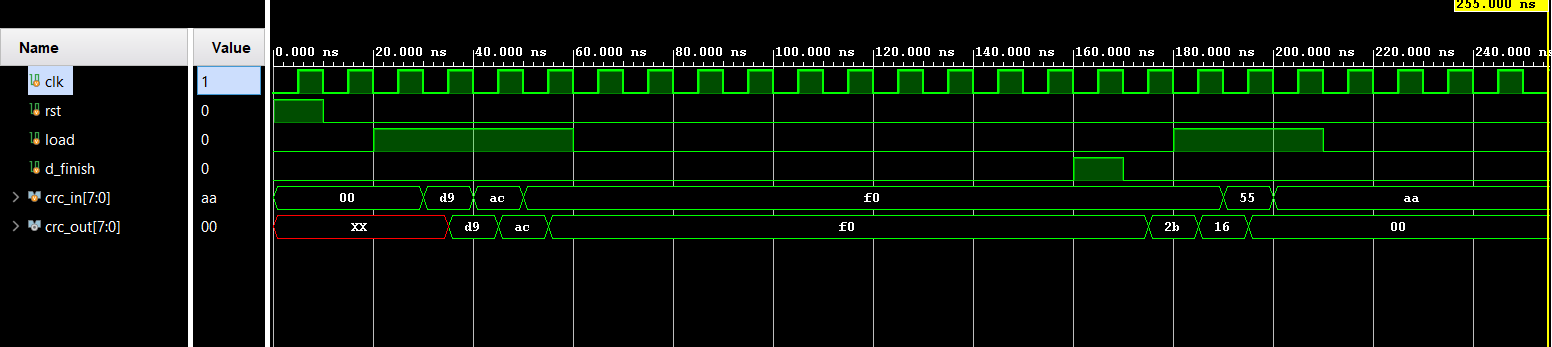 255.000 ns
Name Value
0.000 ns 20.000 ns 40.000 ns 60.000 ns 80.000 ns 100.000 ns 120.000 ns 140.000 ns 160.000 ns 180.000 ns 200.000 ns 220.000 ns 240.000 ns
clk 1
rst 0
load 0
d_finish 0
crc_in[7:0] aa 00 d9 ac f0 55 aa
crc_out[7:0] 00 XX d9 ac f0 2b 16 00